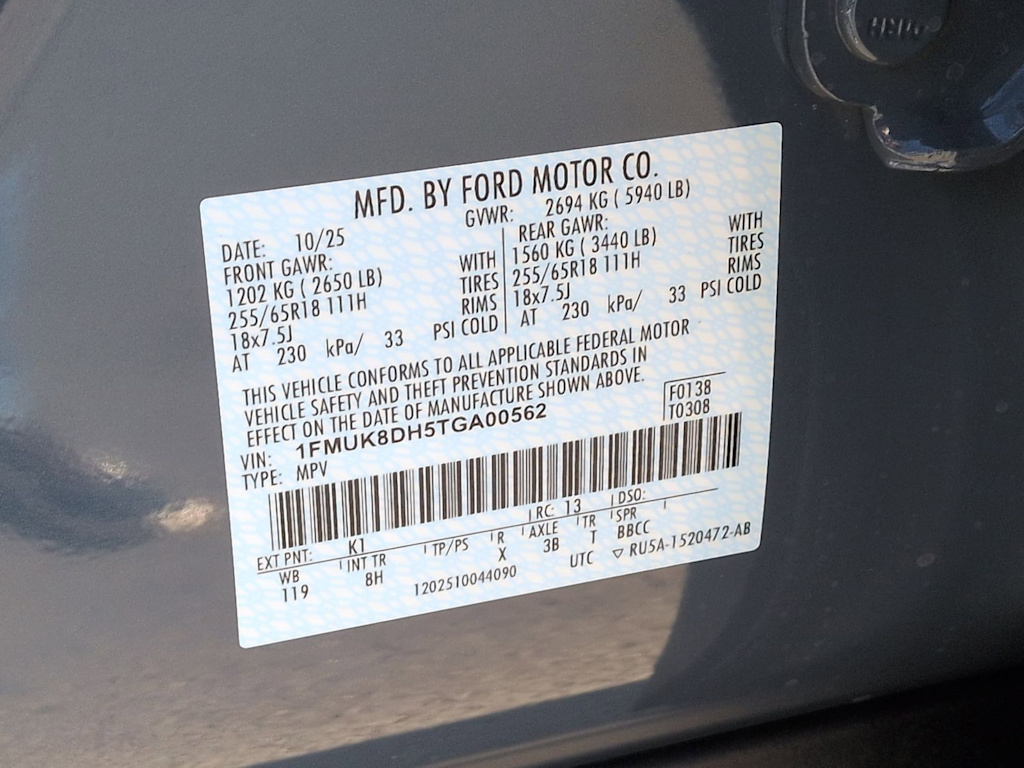 MFD. BY FORD MOTOR CO.
DATE: 10/25 GVWR: 2694 KG ( 5940 LB)
FRONT GAWR: WITH REAR GAWR: WITH
1202 KG ( 2650 LB) TIRES 1560 KG ( 3440 LB) TIRES
255/65R18 111H RIMS 255/65R18 111H RIMS
18x7.5J 18x7.5J
AT 230 kPa/ 33 PSI COLD AT 230 kPa/ 33 PSI COLD
THIS VEHICLE CONFORMS TO ALL APPLICABLE FEDERAL MOTOR
VEHICLE SAFETY AND THEFT PREVENTION STANDARDS IN
EFFECT ON THE DATE OF MANUFACTURE SHOWN ABOVE.
F0138
T0308
VIN: 1FMUK8DH5TGA00562
TYPE: MPV
EXT PNT: K1 RC: 13 DSO:
WB INT TR TP/PS R AXLE TR SPR
119 8H X 3B T BBCC
1202510044090 UTC ▽ RU5A-1520472-AB